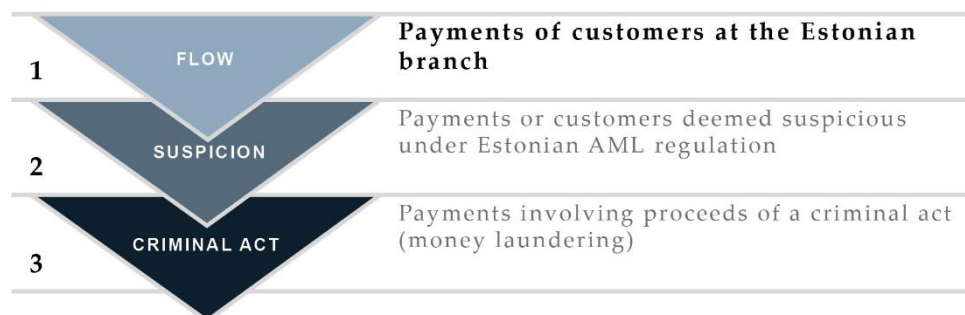 1
FLOW
Payments of customers at the Estonian
branch
2
SUSPICION
Payments or customers deemed suspicious
under Estonian AML regulation
3
CRIMINAL ACT
Payments involving proceeds of a criminal act
(money laundering)